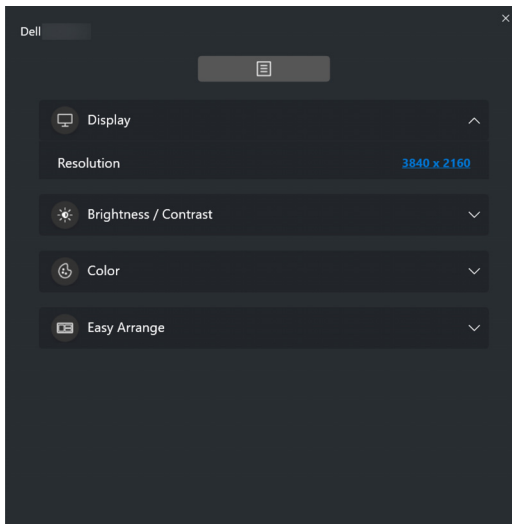 Dell
Display
Resolution 3840 x 2160
Brightness / Contrast
Color
Easy Arrange